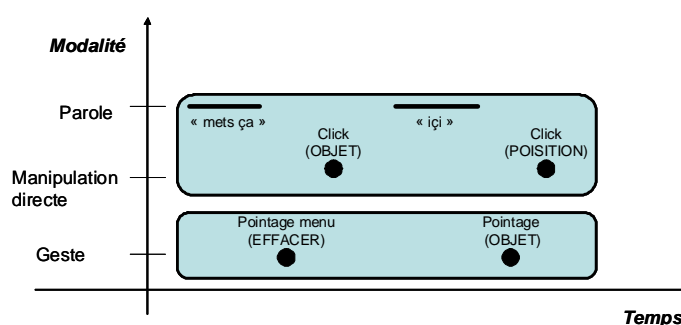 Modalité
Parole
« mets ça »
« içi »
Click
(OBJET)
Click
(POISITION)
Manipulation
directe
Pointage menu
(EFFACER)
Pointage
(OBJET)
Geste
Temps